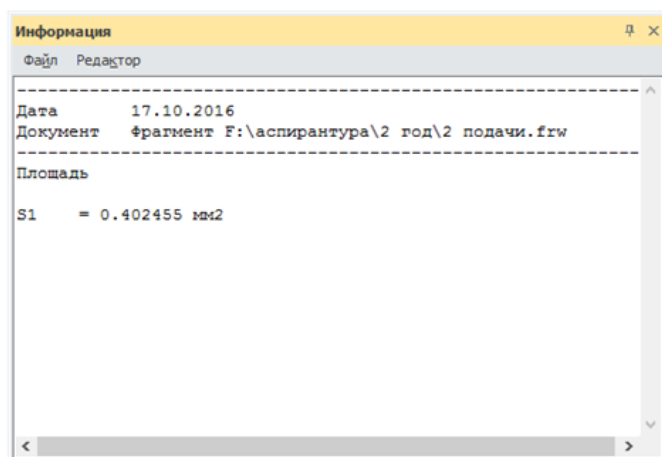 Информация
Файл Редактор
------------------------------------------------------------
Дата 17.10.2016
Документ Фрагмент F:\аспирантура\2 год\2 подачи.frw
------------------------------------------------------------
Площадь
S1 = 0.402455 мм2